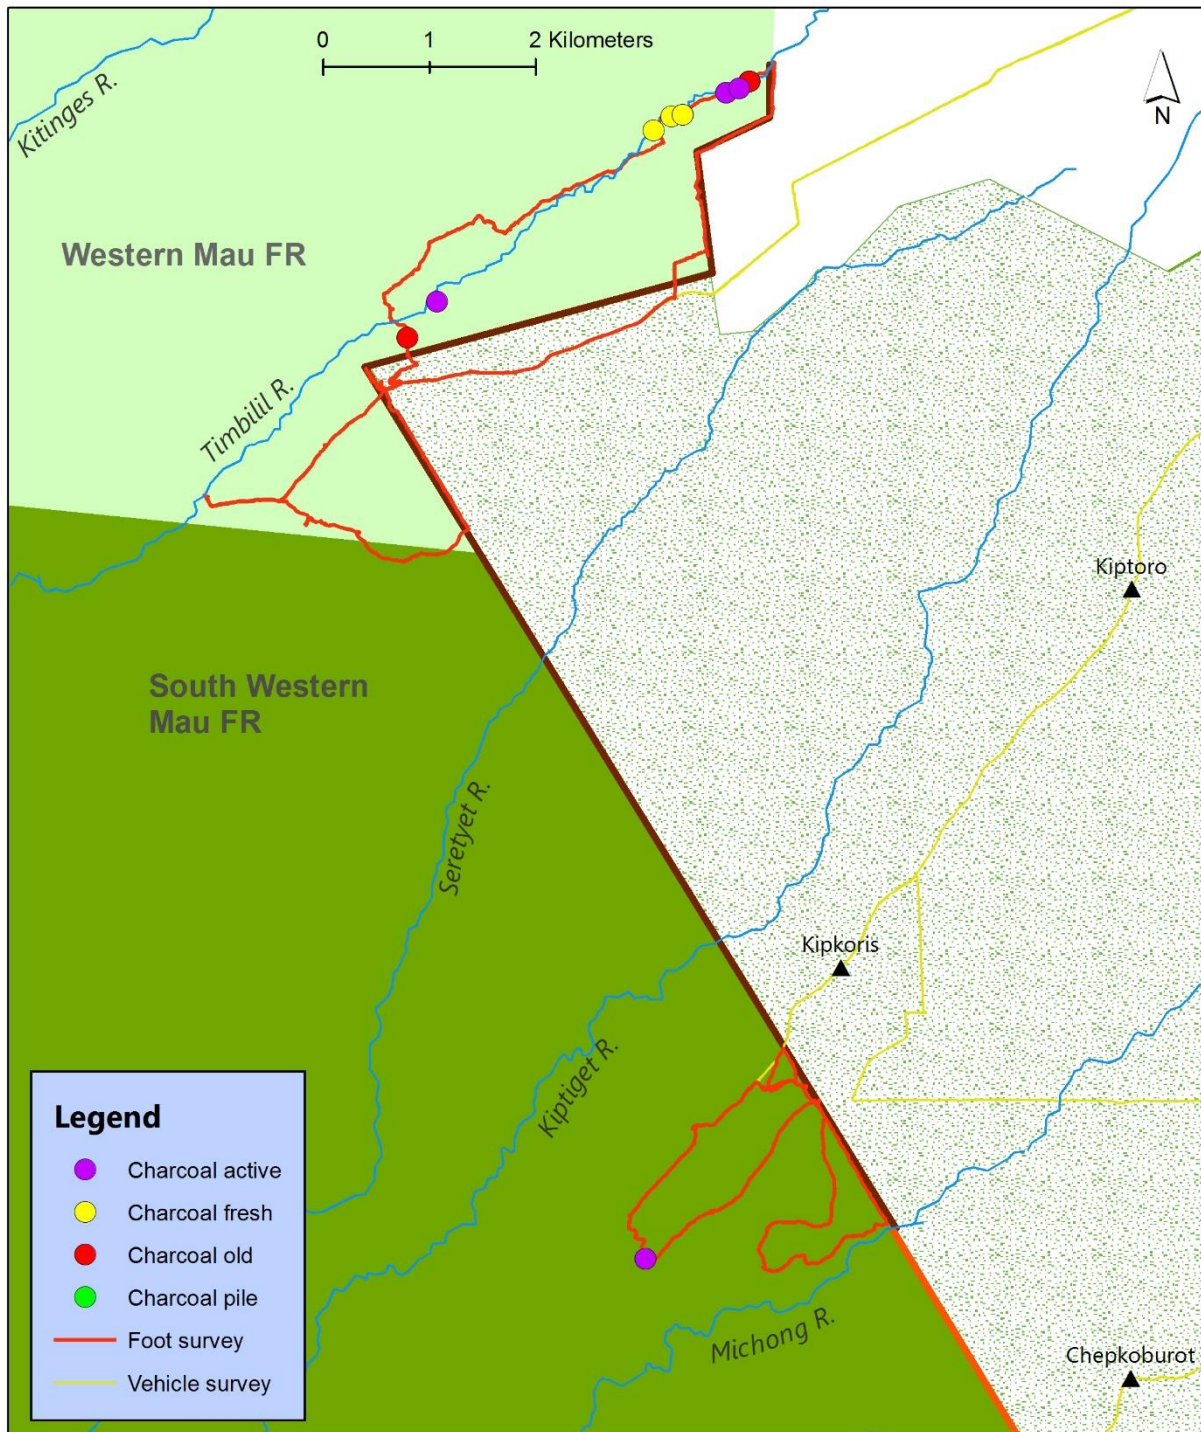 0 1 2 Kilometers
Kitinges R.
N
Western Mau FR
Timbilil R.
Kiptoro
South Western
Mau FR
Seretyet R.
Kipkoris
Kiptiget R.
Michong R.
Chepkoburot
Legend
Charcoal active
Charcoal fresh
Charcoal old
Charcoal pile
Foot survey
Vehicle survey